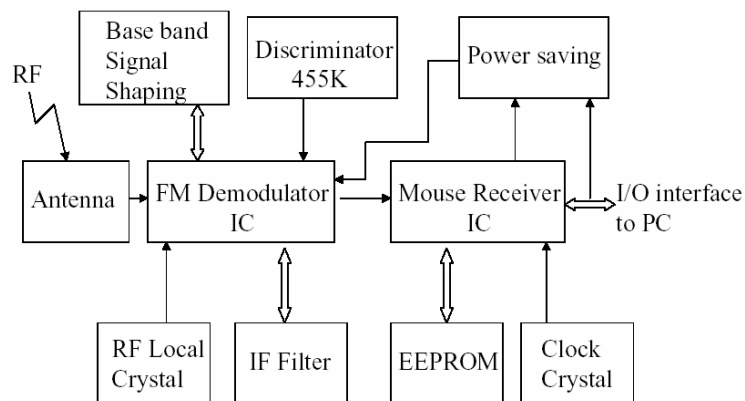 Base band
Signal
Shaping
Discriminator
455K
Power saving
RF
Antenna
FM Demodulator
IC
Mouse Receiver
IC
I/O interface
to PC
RF Local
Crystal
IF Filter
EEPROM
Clock
Crystal